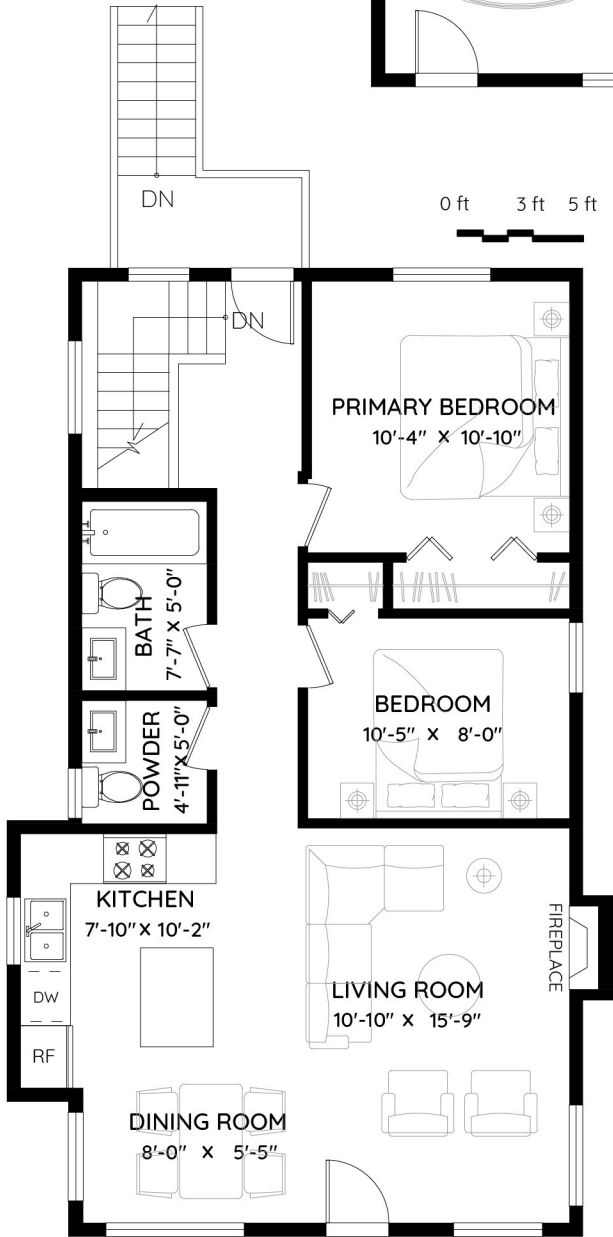 DN
0 ft 3 ft 5 ft
DN
PRIMARY BEDROOM
10'-4" X 10'-10"
BATH
7'-7" X 5'-0"
BEDROOM
10'-5" X 8'-0"
POWDER
4'-11" X 5'-0"
KITCHEN
7'-10" X 10'-2"
FIREPLACE
LIVING ROOM
10'-10" X 15'-9"
DW
RF
DINING ROOM
8'-0" X 5'-5"